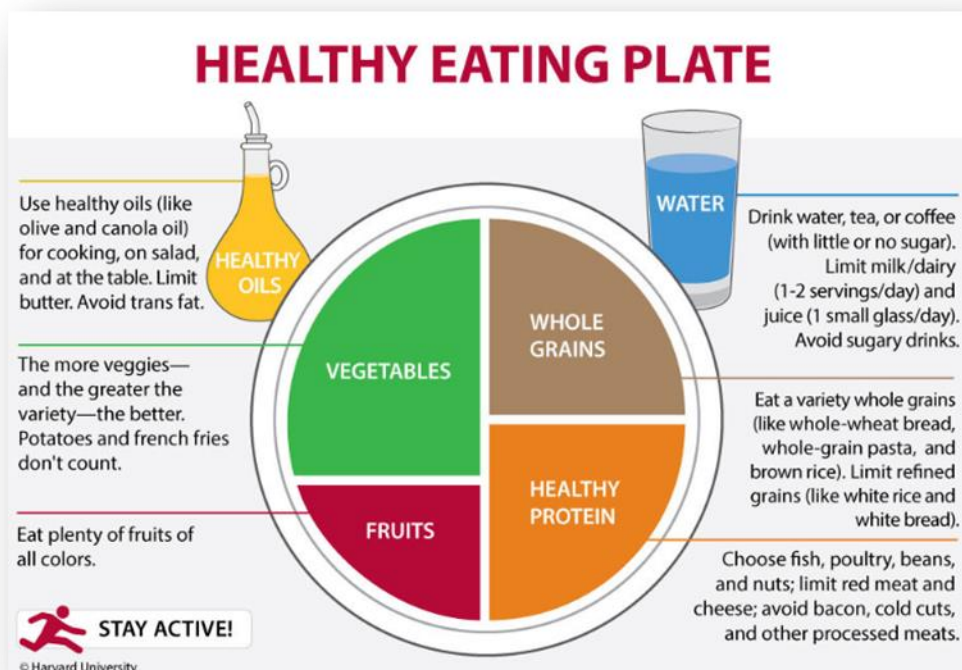 HEALTHY EATING PLATE
Use healthy oils (like
olive and canola oil)
for cooking, on salad,
and at the table. Limit
butter. Avoid trans fat.
HEALTHY
OILS
The more veggies—
and the greater the
variety—the better.
Potatoes and french fries
don't count.
Eat plenty of fruits of
all colors.
VEGETABLES
FRUITS
WHOLE
GRAINS
HEALTHY
PROTEIN
WATER
Drink water, tea, or coffee
(with little or no sugar).
Limit milk/dairy
(1-2 servings/day) and
juice (1 small glass/day).
Avoid sugary drinks.
Eat a variety whole grains
(like whole-wheat bread,
whole-grain pasta, and
brown rice). Limit refined
grains (like white rice and
white bread).
Choose fish, poultry, beans,
and nuts; limit red meat and
cheese; avoid bacon, cold cuts,
and other processed meats.
STAY ACTIVE!
© Harvard University